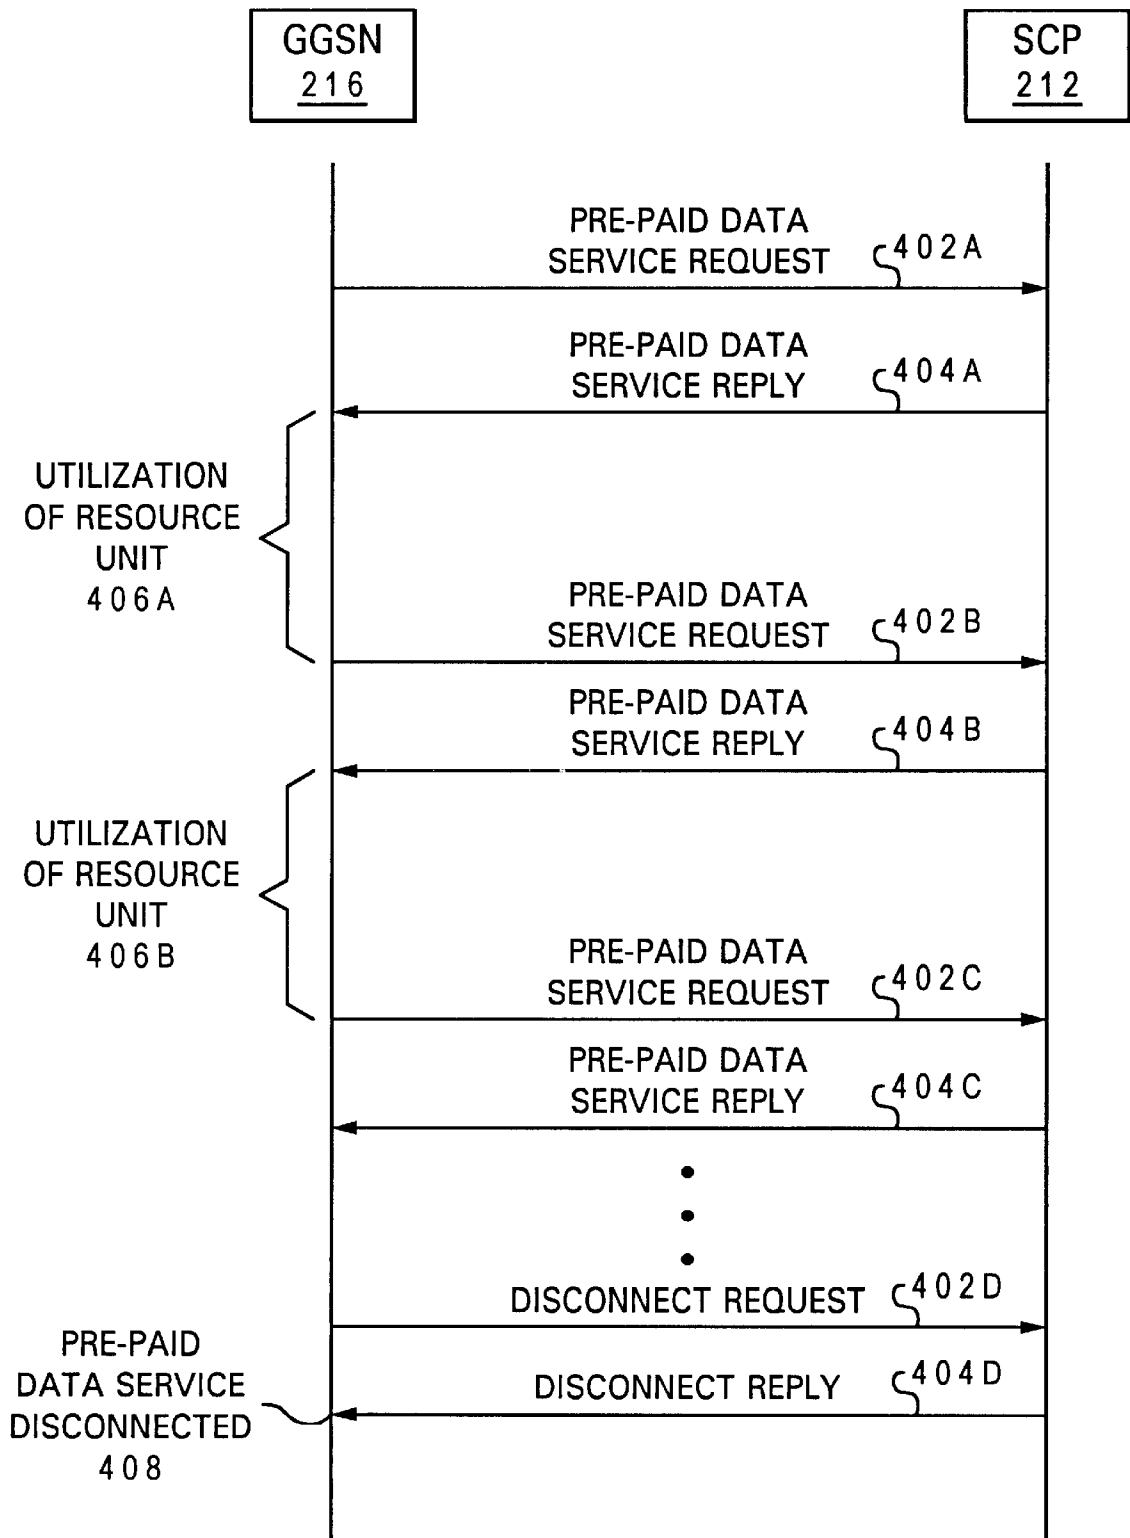 GGSN
216
SCP
212
PRE-PAID DATA
SERVICE REQUEST
402A
PRE-PAID DATA
SERVICE REPLY
404A
UTILIZATION
OF RESOURCE
UNIT
406A
PRE-PAID DATA
SERVICE REQUEST
402B
PRE-PAID DATA
SERVICE REPLY
404B
UTILIZATION
OF RESOURCE
UNIT
406B
PRE-PAID DATA
SERVICE REQUEST
402C
PRE-PAID DATA
SERVICE REPLY
404C
DISCONNECT REQUEST
402D
DISCONNECT REPLY
404D
PRE-PAID
DATA SERVICE
DISCONNECTED
408